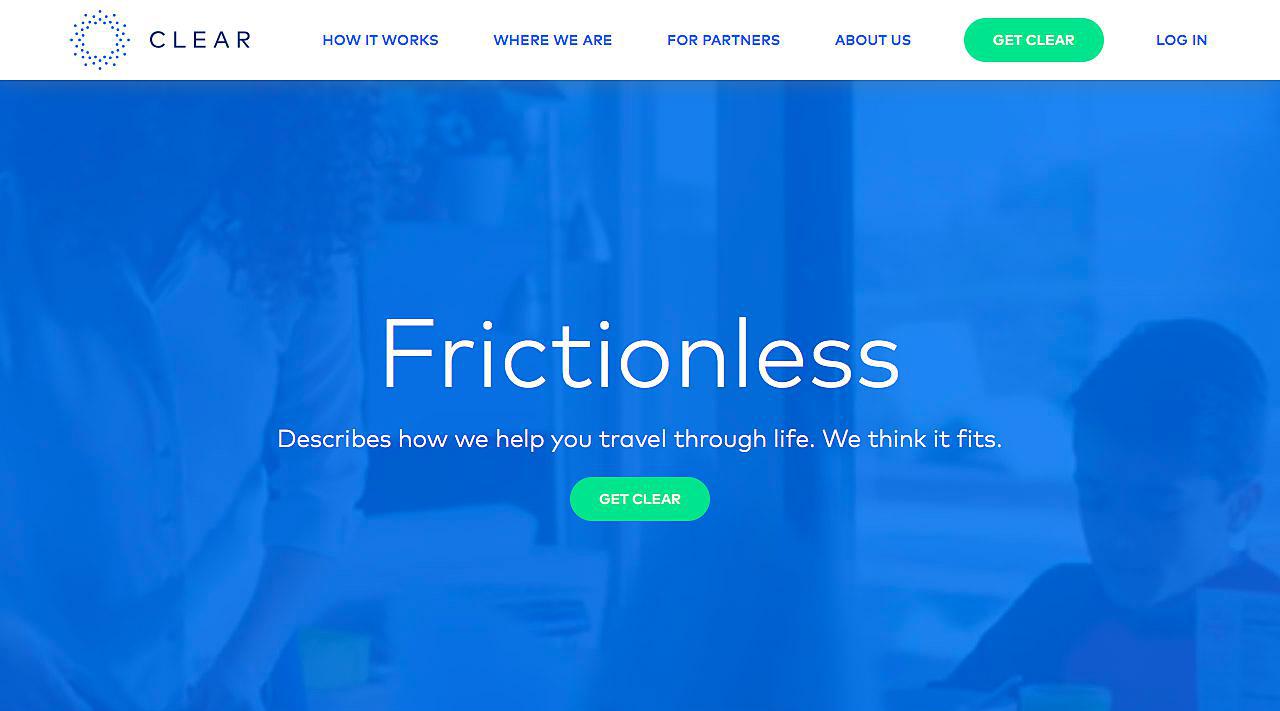 CLEAR
HOW IT WORKS
WHERE WE ARE
FOR PARTNERS
ABOUT US
GET CLEAR
LOG IN
Frictionless
Describes how we help you travel through life. We think it fits.
GET CLEAR